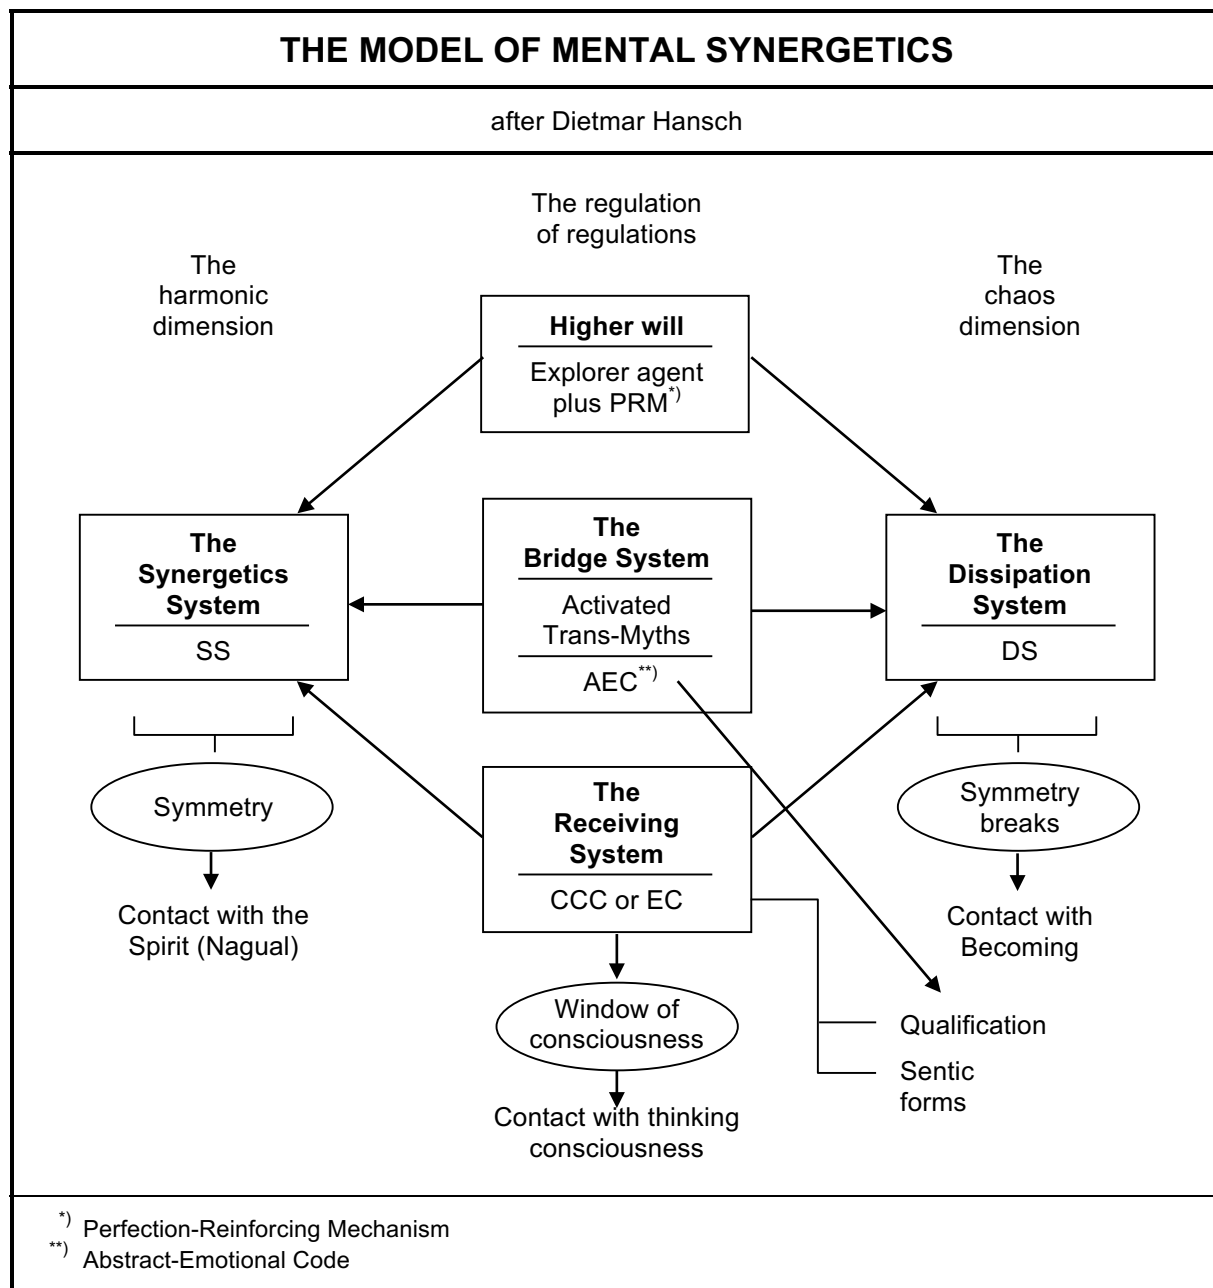 THE MODEL OF MENTAL SYNERGETICS
after Dietmar Hansch
The regulation
of regulations
The
harmonic
dimension
The
chaos
dimension
Higher will
Explorer agent
plus PRM*)
The
Synergetics
System
SS
The
Bridge System
Activated
Trans-Myths
AEC**)
The
Dissipation
System
DS
Symmetry
Contact with the
Spirit (Nagual)
The
Receiving
System
CCC or EC
Symmetry
breaks
Contact with
Becoming
Window of
consciousness
Contact with thinking
consciousness
Qualification
Sentic
forms
*) Perfection-Reinforcing Mechanism
**) Abstract-Emotional Code